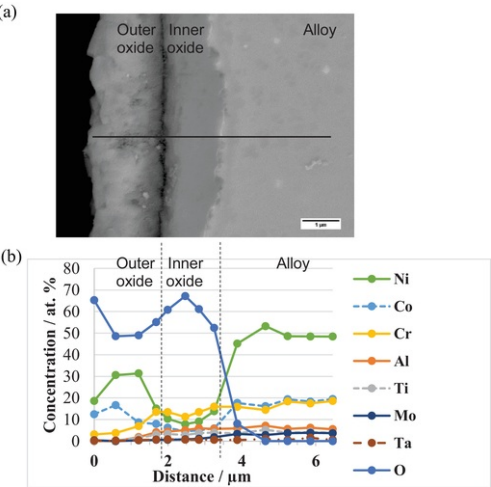 (a)
Outer Inner Alloy
oxide oxide
1 µm
(b)
Outer Inner Alloy
oxide oxide
Concentration / at. %
80
70
60
50
40
30
20
10
0
0 2 4 6
Distance / µm
Ni
Co
Cr
Al
Ti
Mo
Ta
O